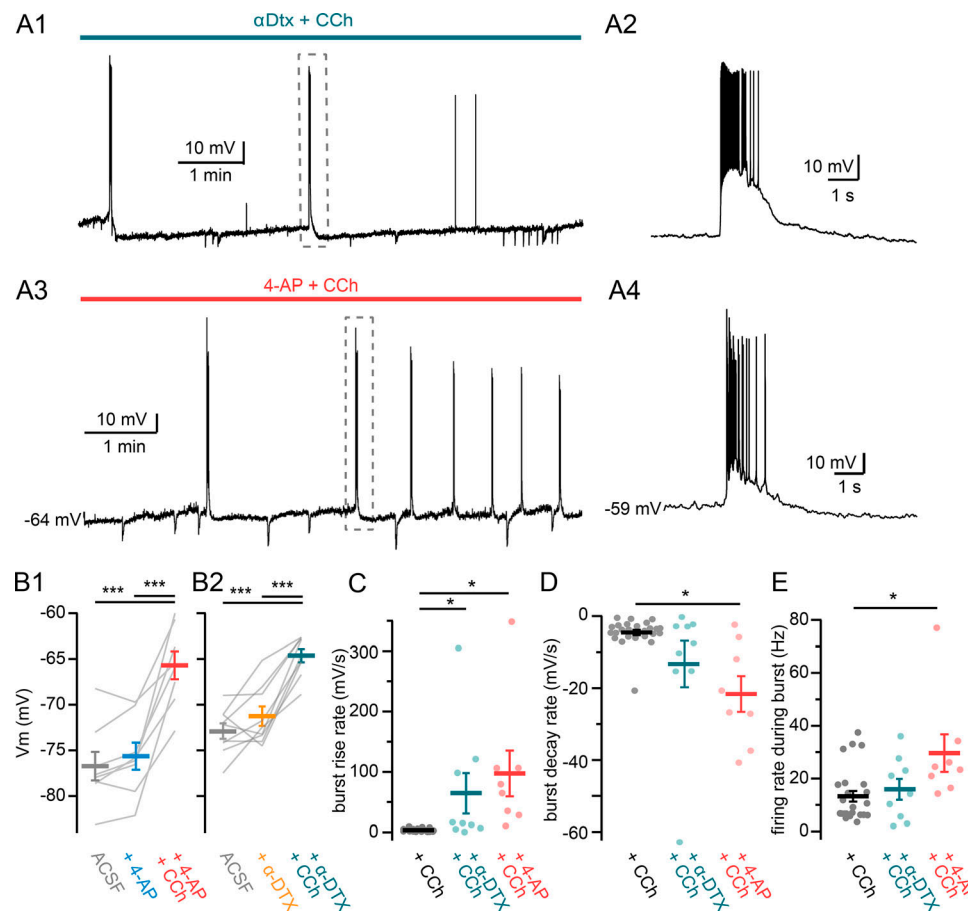 A1
αDtx + CCh
A2
10 mV
1 min
10 mV
1 s
A3
4-AP + CCh
A4
10 mV
1 min
-64 mV
10 mV
1 s
-59 mV
B1
***
***
-60
-65
-70
-75
-80
Vm (mV)
ACSF
+ 4-AP
+ 4-AP
+ CCh
B2
***
***
ACSF
+ α-DTX
+ α-DTX
+ CCh
C
*
*
350
300
200
100
0
burst rise rate (mV/s)
+ CCh
+ α-DTX
+ CCh
+ 4-AP
+ CCh
D
*
0
-20
-40
-60
burst decay rate (mV/s)
+ CCh
+ α-DTX
+ CCh
+ 4-AP
+ CCh
E
*
80
60
40
20
0
firing rate during burst (Hz)
+ CCh
+ α-DTX
+ CCh
+ 4-AP
+ CCh